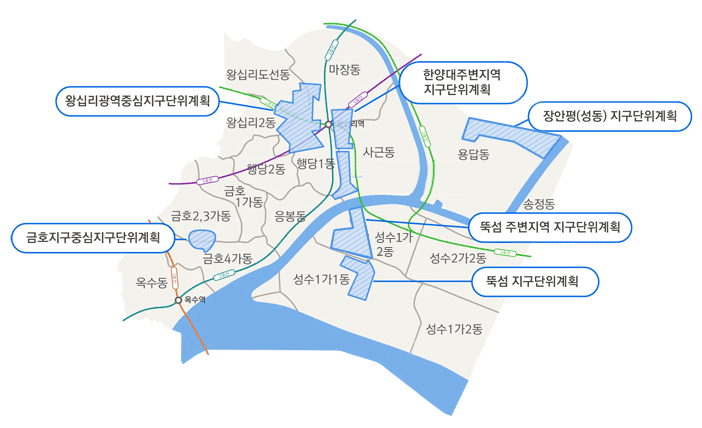 왕십리도선동
마장동
한양대주변지역
지구단위계획
왕십리광역중심지구단위계획
장안평(성동) 지구단위계획
왕십리2동
리역
사근동
용답동
행당2동
행당1동
금호
1가동
송정동
금호2,3가동
응봉동
뚝섬 주변지역 지구단위계획
금호지구중심지구단위계획
성수1가
2동
금호4가동
성수2가2동
옥수동
성수1가1동
뚝섬 지구단위계획
옥수역
성수1가2동